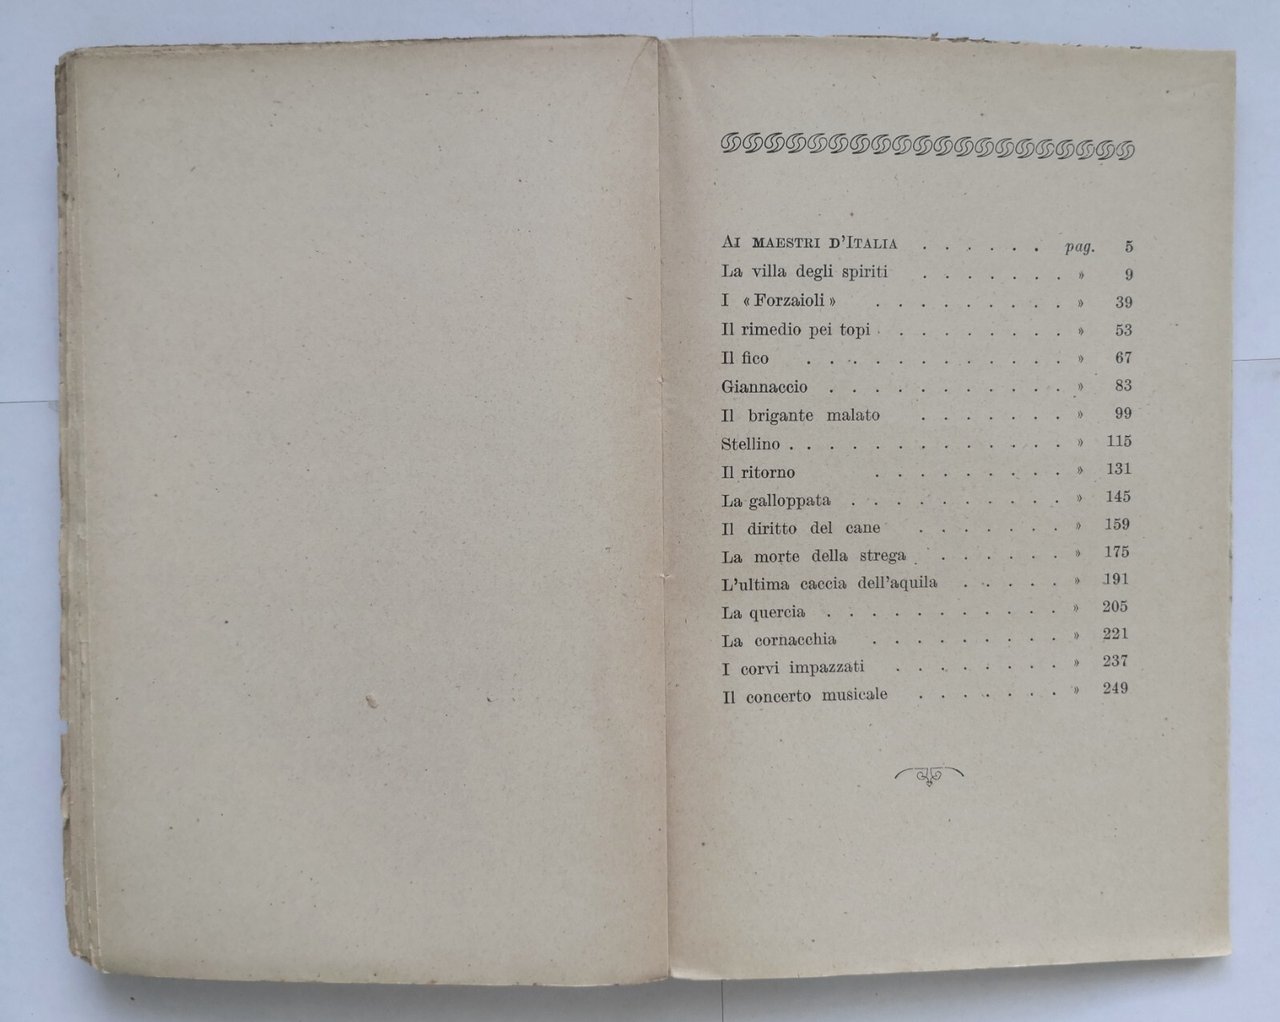 Ai maestri d'Italia . . . . . . pag. 5
La villa degli spiriti . . . . . . . » 9
I «Forzaioli» . . . . . . . . . » 39
Il rimedio pei topi . . . . . . . . » 53
Il fico . . . . . . . . . . . . » 67
Giannaccio . . . . . . . . . . . » 83
Il brigante malato . . . . . . . » 99
Stellino . . . . . . . . . . . . . » 115
Il ritorno . . . . . . . . . » 131
La galloppata . . . . . . . . . . » 145
Il diritto del cane . . . . . . . » 159
La morte della strega . . . . . . . » 175
L'ultima caccia dell'aquila . . . . . » 191
La quercia . . . . . . . . . . . » 205
La cornacchia . . . . . . . . . » 221
I corvi impazzati . . . . . . . . » 237
Il concerto musicale . . . . . . . » 249